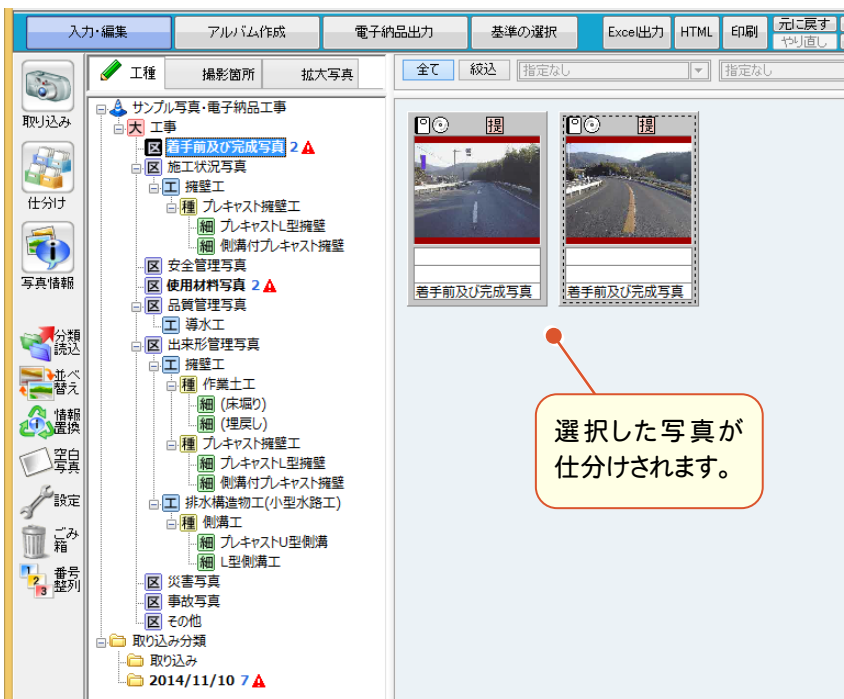 入力・編集
アルバム作成
電子納品出力
基準の選択
Excel出力
HTML
印刷
元に戻す
やり直し
取り込み
仕分け
写真情報
分類
読込
並べ
替え
情報
置換
空白
写真
設定
ごみ
箱
番号
整列
工種
撮影箇所
拡大写真
サンプル写真・電子納品工事
大 工事
区 着手前及び完成写真 2
区 施工状況写真
工 擁壁工
種 プレキャスト擁壁工
細 プレキャストL型擁壁
細 側溝付プレキャスト擁壁
区 安全管理写真
区 使用材料写真 2
区 品質管理写真
工 導水工
区 出来形管理写真
工 擁壁工
種 作業土工
細 (床堀り)
細 (埋戻し)
種 プレキャスト擁壁工
細 プレキャストL型擁壁
細 側溝付プレキャスト擁壁
工 排水構造物工(小型水路工)
種 側溝工
細 プレキャストU型側溝
細 L型側溝工
区 災害写真
区 事故写真
区 その他
取り込み分類
取り込み
2014/11/10 7
全て
絞込
指定なし
指定なし
提
着手前及び完成写真
提
着手前及び完成写真
選択した写真が
仕分けされます。